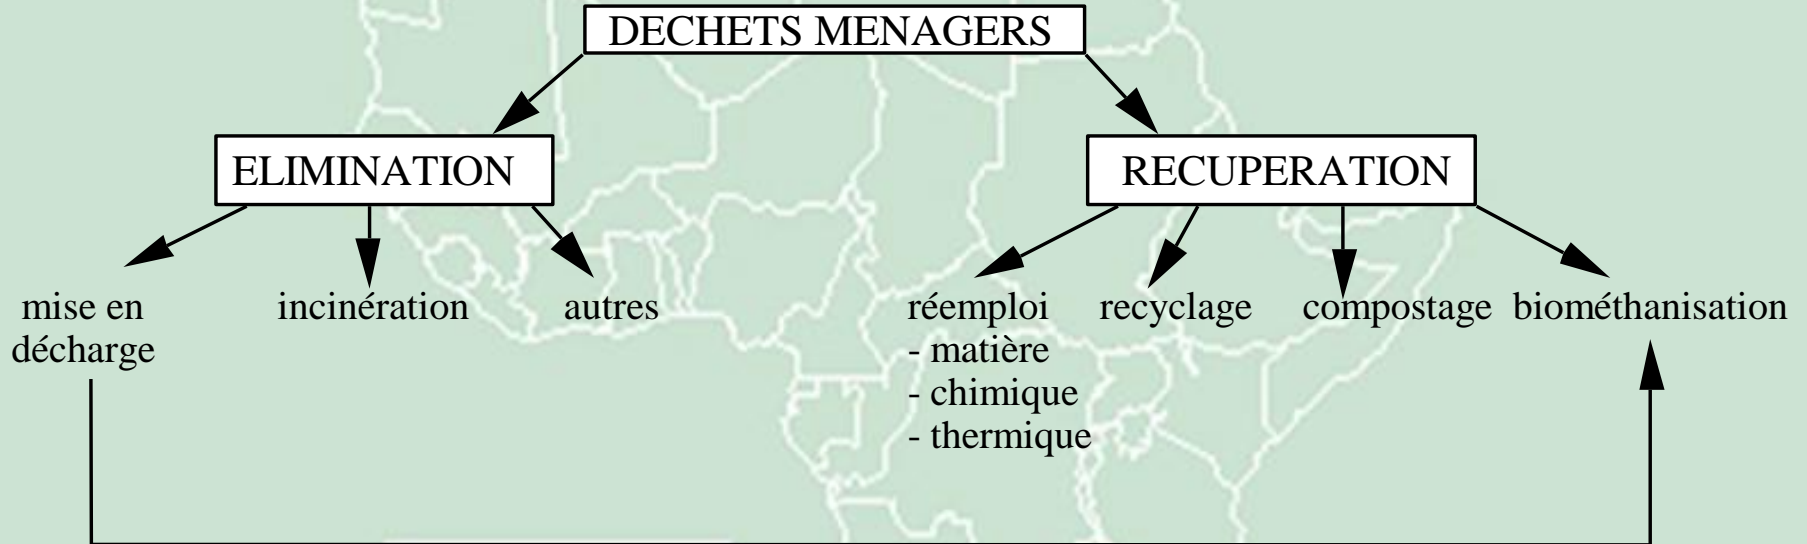 DECHETS MENAGERS
ELIMINATION
RECUPERATION
mise en
décharge
incinération
autres
réemploi
- matière
- chimique
- thermique
recyclage
compostage
biométhanisation